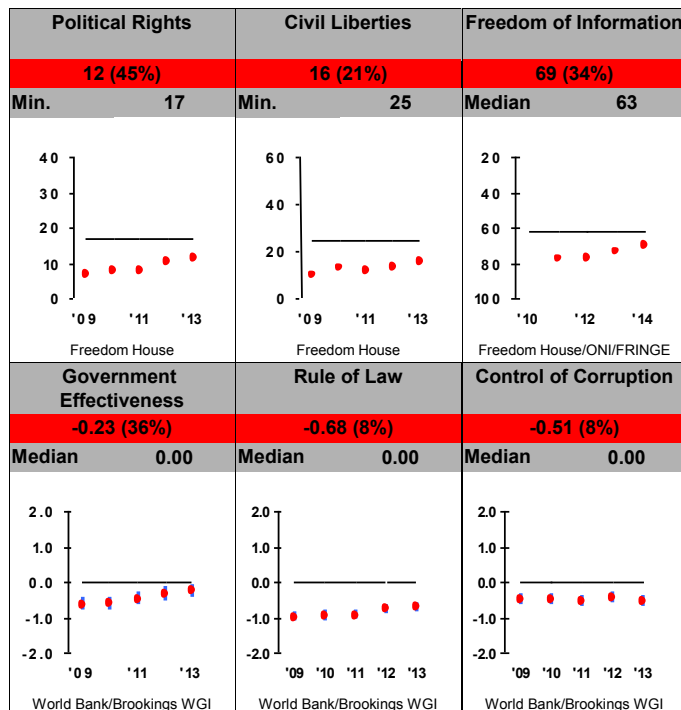 Political Rights
Civil Liberties
Freedom of Information
12 (45%)
16 (21%)
69 (34%)
Min. 17
Min. 25
Median 63
40
30
20
10
0
'09 '11 '13
Freedom House
60
40
20
0
'09 '11 '13
Freedom House
20
40
60
80
100
'10 '12 '14
Freedom House/ONI/FRINGE
Government
Effectiveness
Rule of Law
Control of Corruption
-0.23 (36%)
-0.68 (8%)
-0.51 (8%)
Median 0.00
Median 0.00
Median 0.00
2.0
1.0
0.0
-1.0
-2.0
'09 '11 '13
World Bank/Brookings WGI
2.0
1.0
0.0
-1.0
-2.0
'09 '10 '11 '12 '13
World Bank/Brookings WGI
2.0
1.0
0.0
-1.0
-2.0
'09 '10 '11 '12 '13
World Bank/Brookings WGI